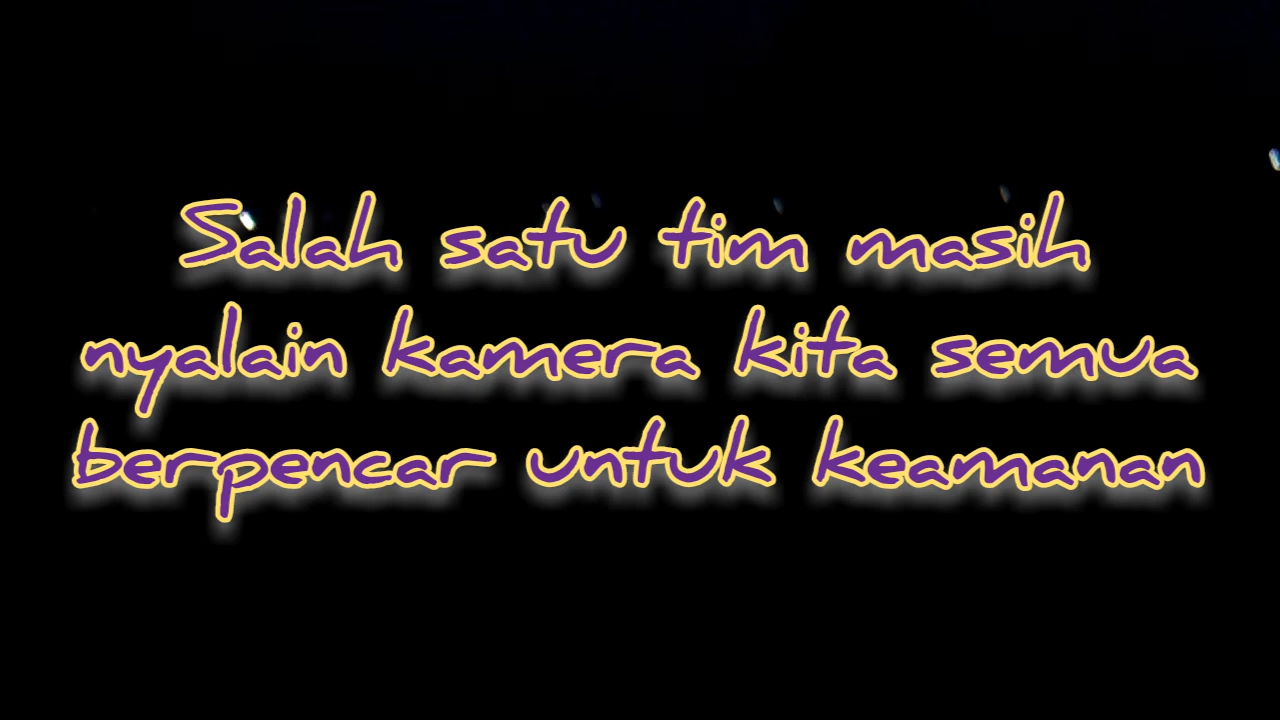 Salah satu tim masih
nyalain kamera kita semua
berpencar untuk keamanan